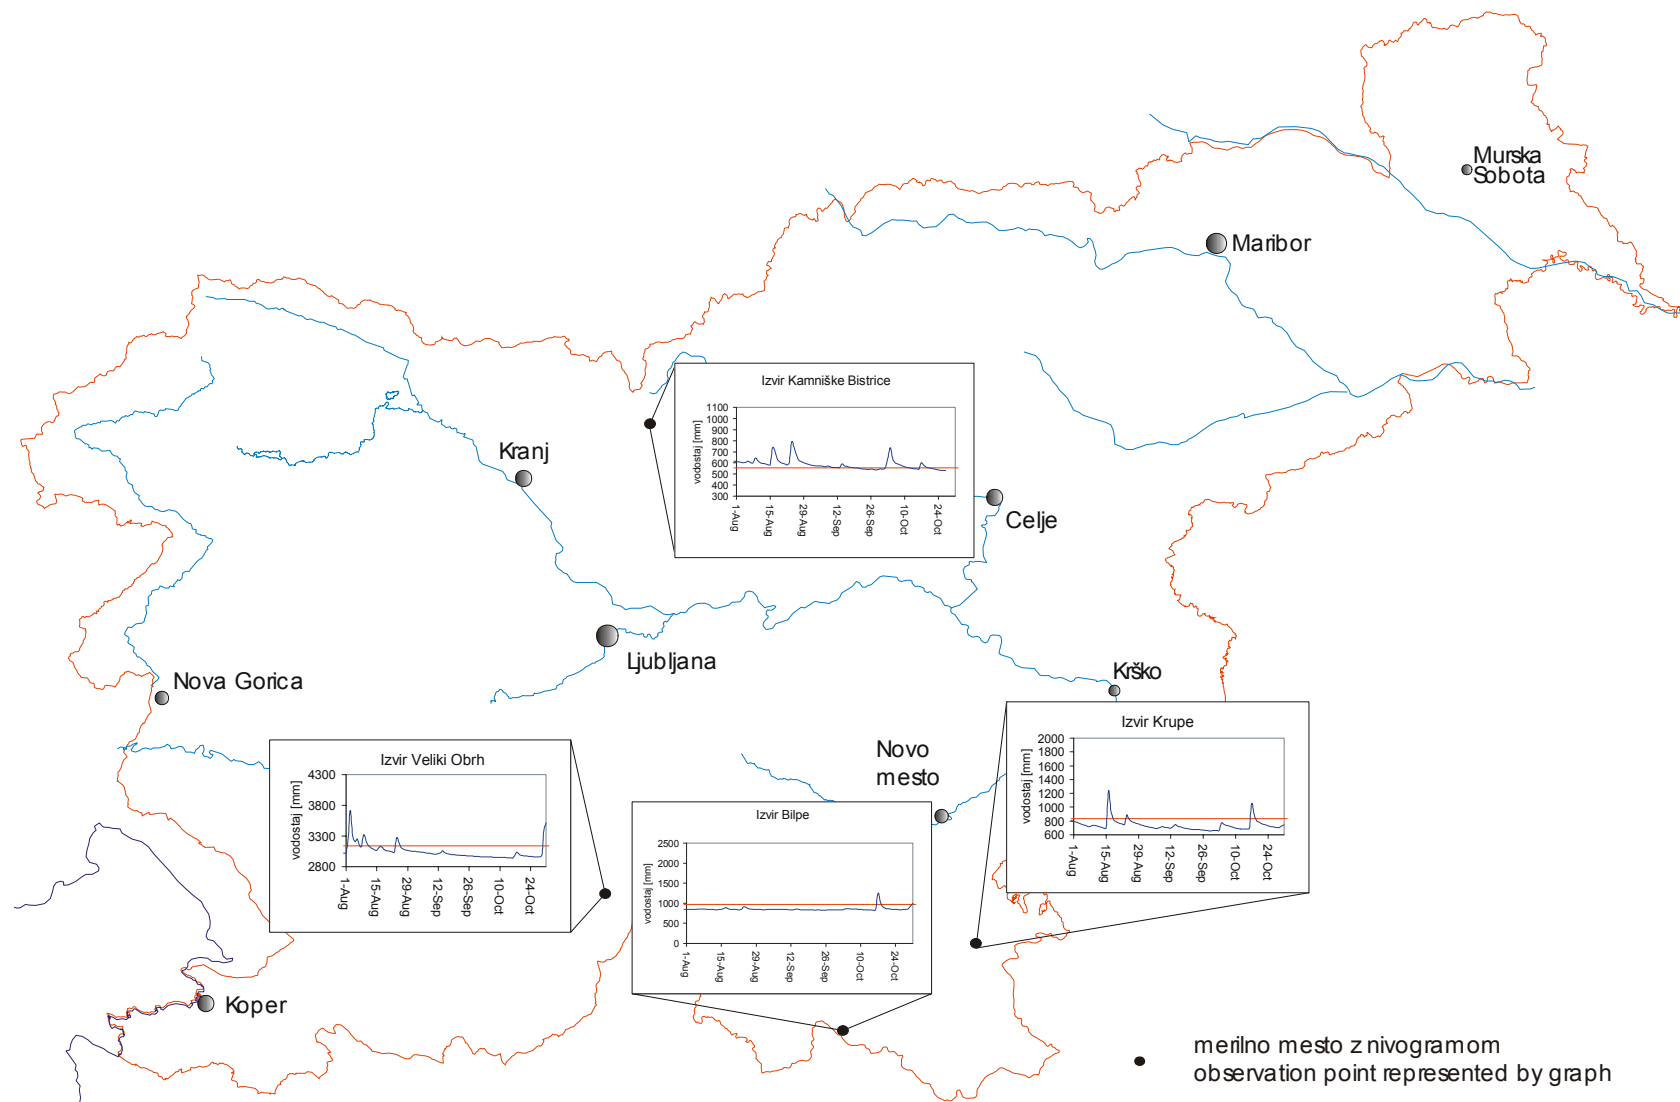 Murska
Sobota
Maribor
Izvir Kamniške Bistrice
vodostaj [mm]
1100
1000
900
800
700
600
500
400
300
1-Aug
15-Aug
29-Aug
12-Sep
26-Sep
10-Oct
24-Oct
Kranj
Celje
Ljubljana
Krško
Nova Gorica
Izvir Krupe
vodostaj [mm]
2000
1800
1600
1400
1200
1000
800
600
1-Aug
15-Aug
29-Aug
12-Sep
26-Sep
10-Oct
24-Oct
Novo
mesto
Izvir Veliki Obrh
vodostaj [mm]
4300
3800
3300
2800
1-Aug
15-Aug
29-Aug
12-Sep
26-Sep
10-Oct
24-Oct
Izvir Bilpe
vodostaj [mm]
2500
2000
1500
1000
500
0
1-Aug
15-Aug
29-Aug
12-Sep
26-Sep
10-Oct
24-Oct
Koper
merilno mesto z nivogramom
observation point represented by graph